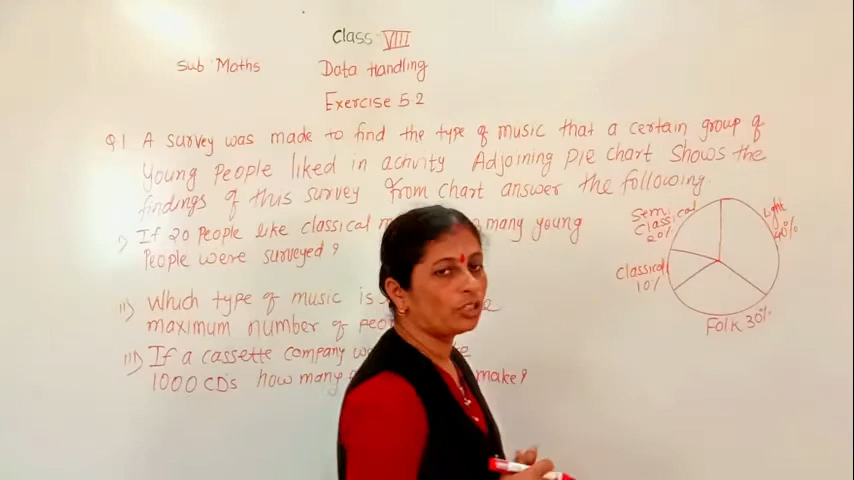 Class VIII
Sub Maths Data Handling
Exercise 5 2
Q1 A survey was made to find the type of music that a certain group of
young People liked in activity Adjoining Pie chart shows the
findings of this survey From chart answer the following.
i) If 20 People like classical many young
People were surveyed?
ii) Which type of music is
maximum number of
iii) If a cassette company
1000 CD's how many make?
Semi
Classical
20%
Light
40%
Classical
10%
Folk 30%